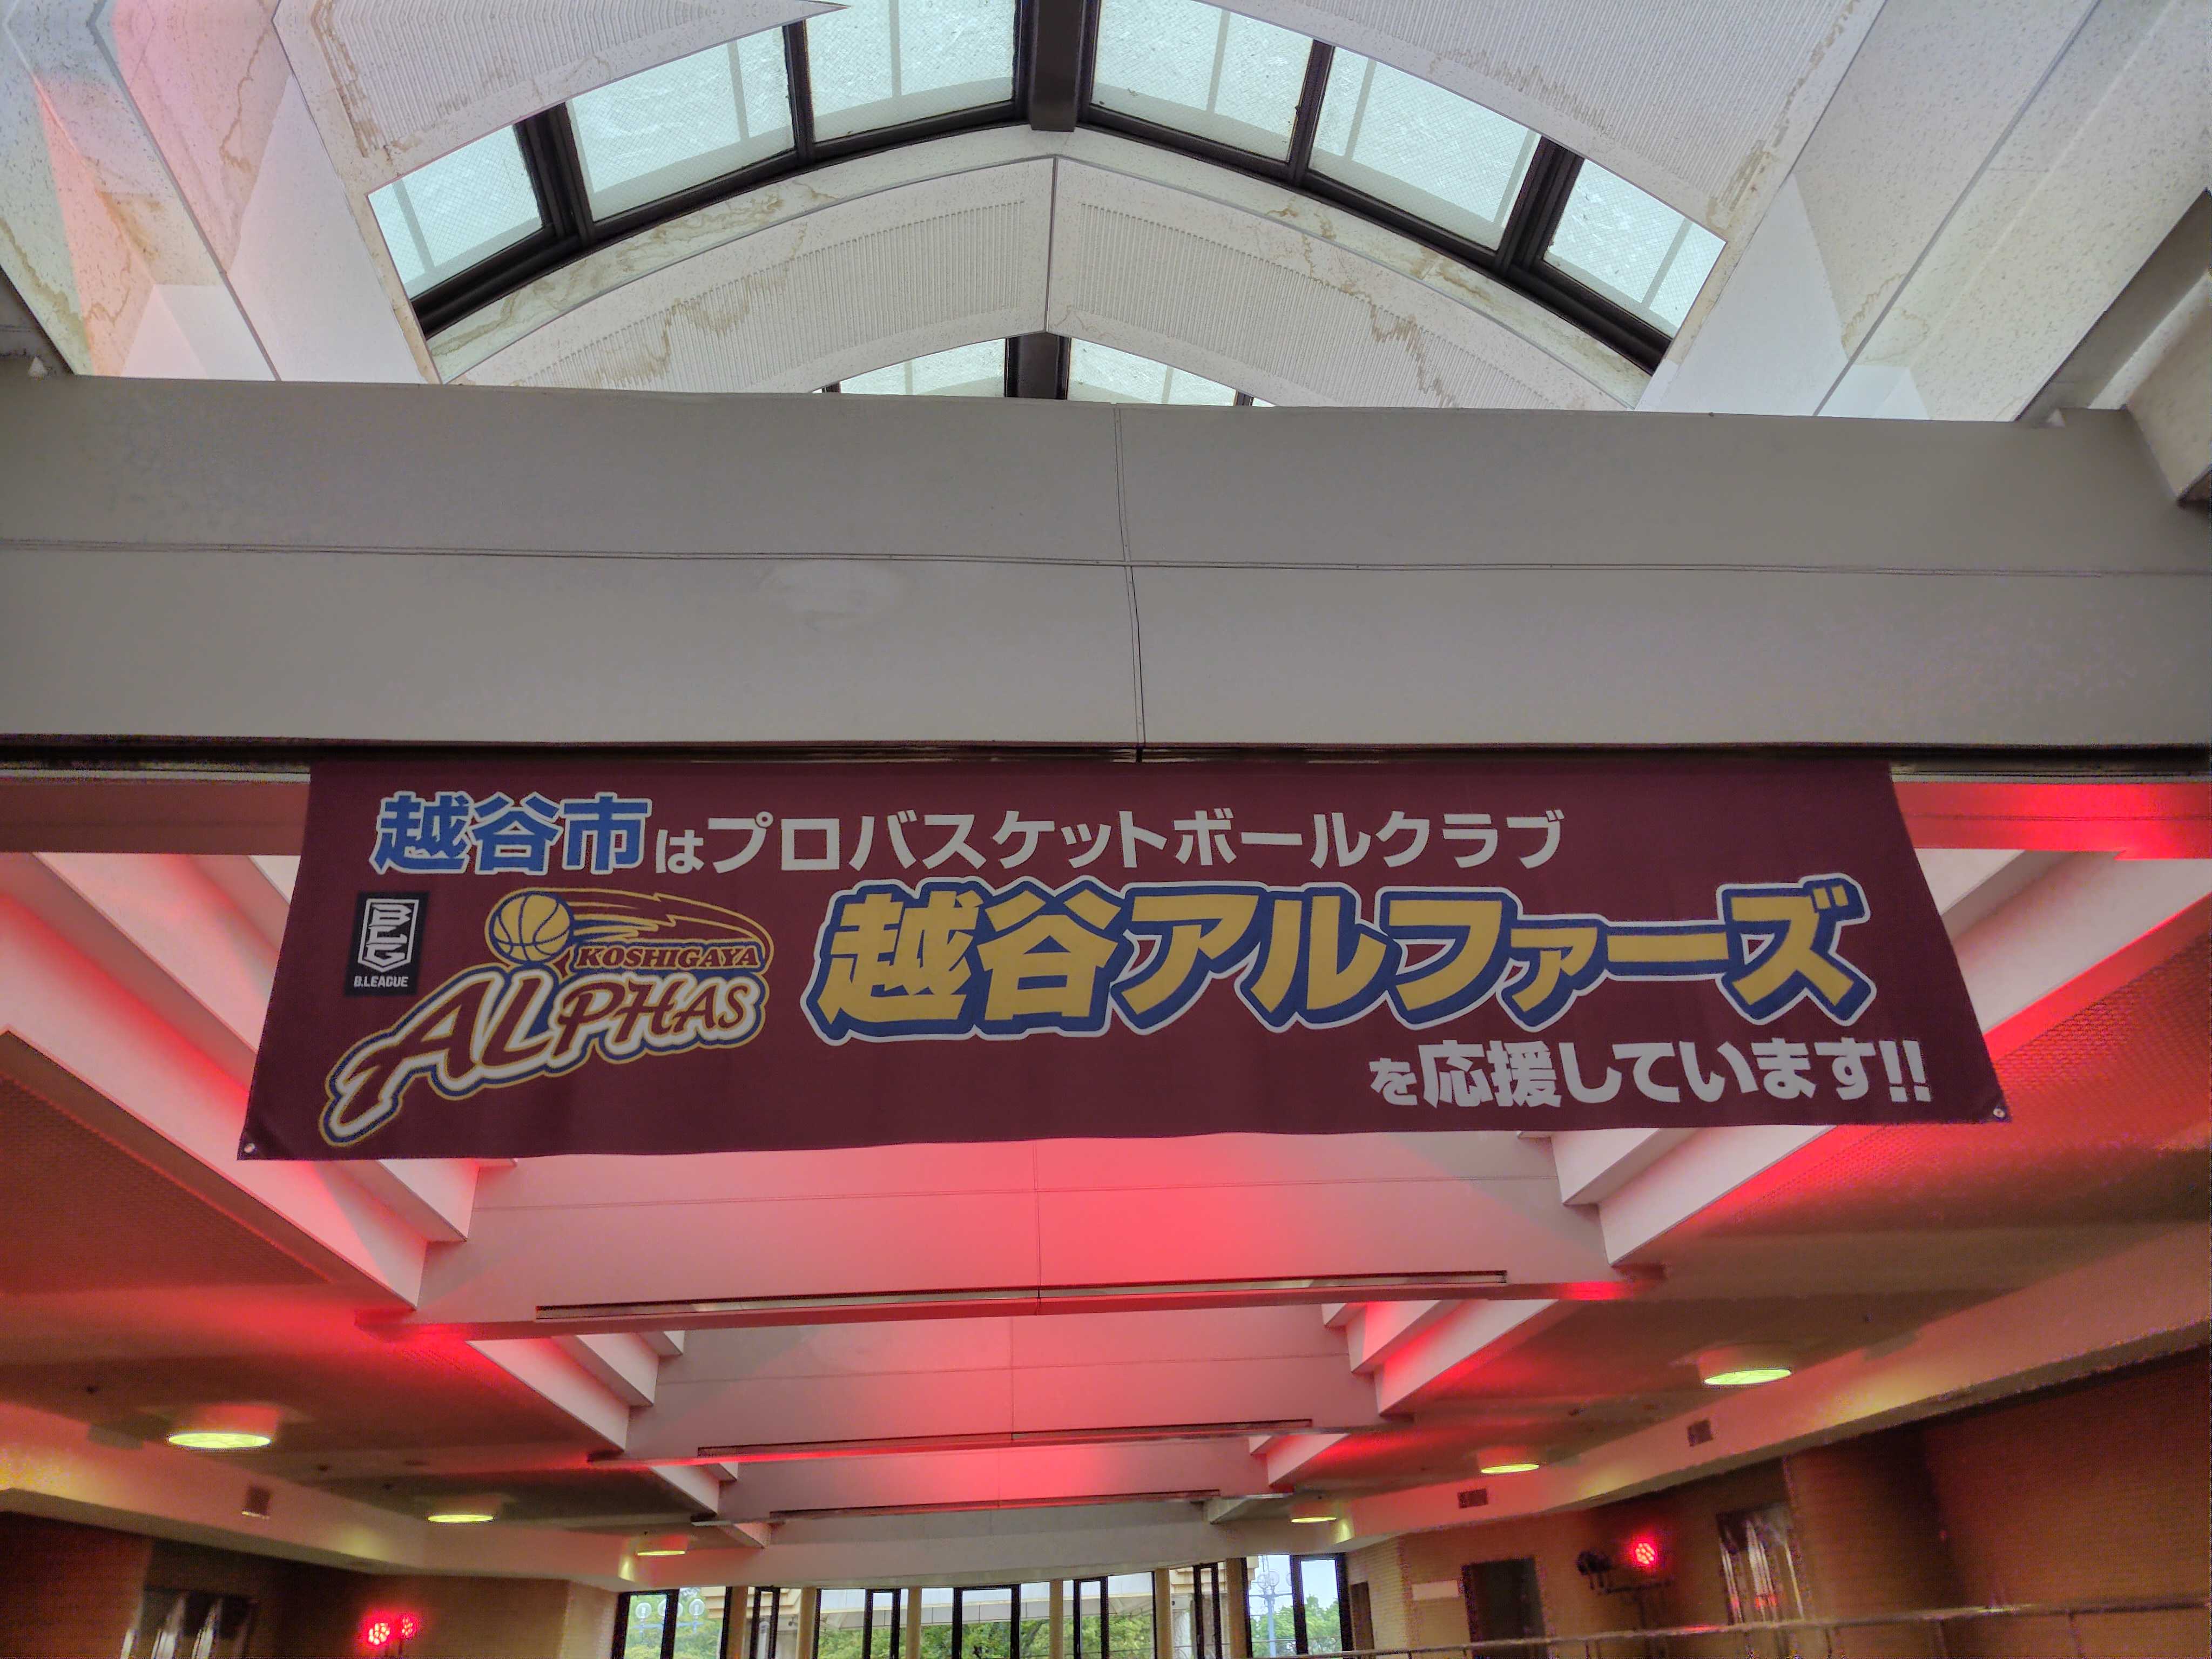 越谷市はプロバスケットボールクラブ
B.LEAGUE
KOSHIGAYA
ALPHAS
越谷アルファーズ
を応援しています!!